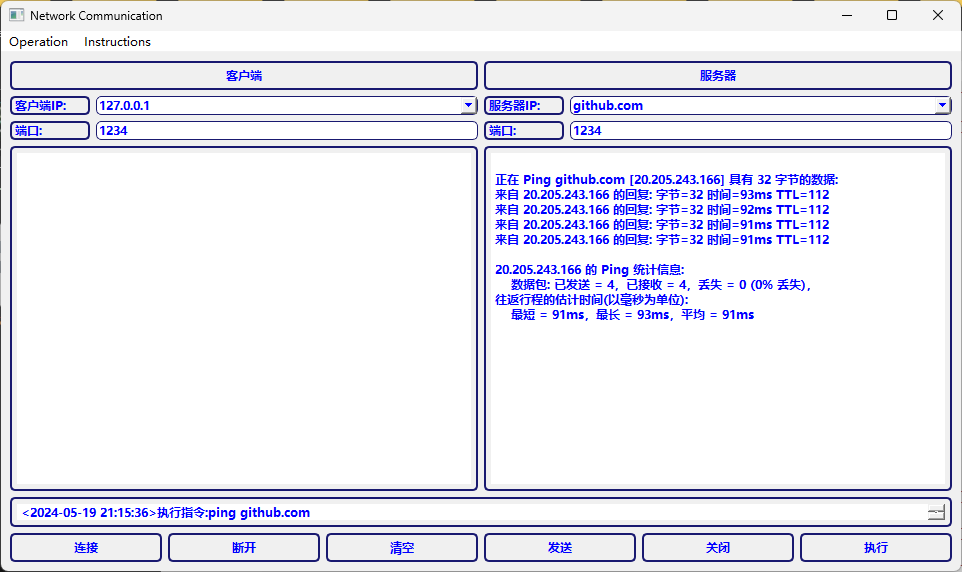 Network Communication
Operation Instructions
客户端 服务器
客户端IP: 127.0.0.1 服务器IP: github.com
端口: 1234 端口: 1234
正在 Ping github.com [20.205.243.166] 具有 32 字节的数据:
来自 20.205.243.166 的回复: 字节=32 时间=93ms TTL=112
来自 20.205.243.166 的回复: 字节=32 时间=92ms TTL=112
来自 20.205.243.166 的回复: 字节=32 时间=91ms TTL=112
来自 20.205.243.166 的回复: 字节=32 时间=91ms TTL=112
20.205.243.166 的 Ping 统计信息:
数据包: 已发送 = 4，已接收 = 4，丢失 = 0 (0% 丢失)，
往返行程的估计时间(以毫秒为单位):
最短 = 91ms，最长 = 93ms，平均 = 91ms
<2024-05-19 21:15:36>执行指令:ping github.com
连接 断开 清空 发送 关闭 执行